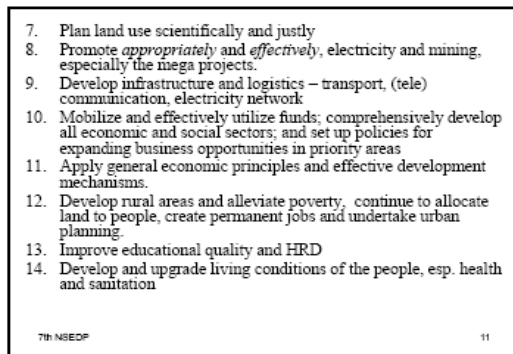 7. Plan land use scientifically and justly
8. Promote appropriately and effectively, electricity and mining,
especially the mega projects.
9. Develop infrastructure and logistics – transport, (tele)
communication, electricity network
10. Mobilize and effectively utilize funds; comprehensively develop
all economic and social sectors; and set up policies for
expanding business opportunities in priority areas
11. Apply general economic principles and effective development
mechanisms.
12. Develop rural areas and alleviate poverty, continue to allocate
land to people, create permanent jobs and undertake urban
planning.
13. Improve educational quality and HRD
14. Develop and upgrade living conditions of the people, esp. health
and sanitation
7th NSEDP 11